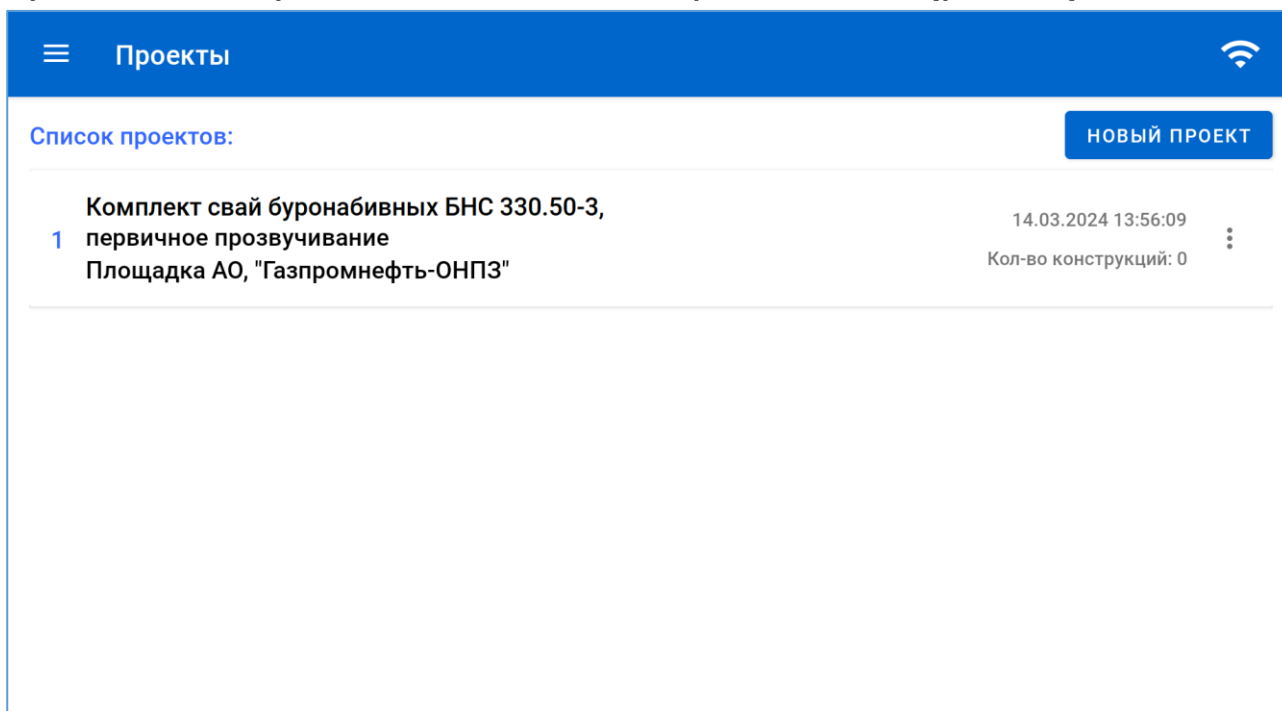 Проекты
Список проектов:
НОВЫЙ ПРОЕКТ
1
Комплект свай буронабивных БНС 330.50-3,
первичное прозвучивание
Площадка АО, "Газпромнефть-ОНПЗ"
14.03.2024 13:56:09
Кол-во конструкций: 0